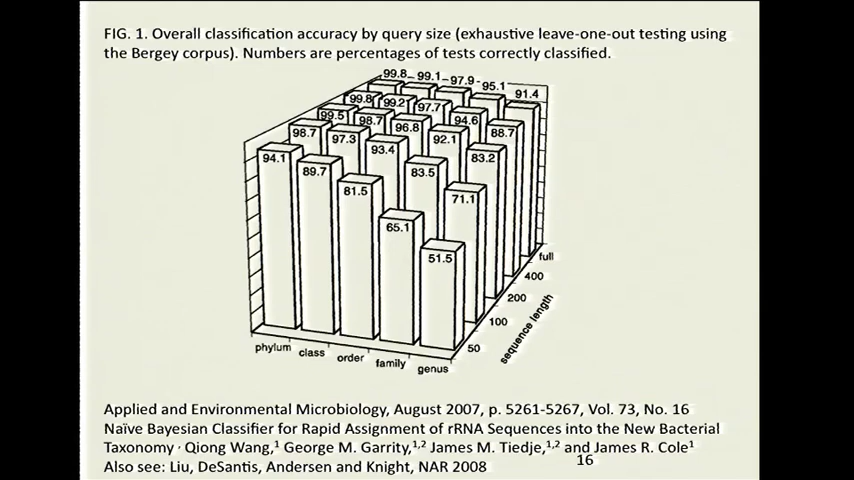 FIG. 1. Overall classification accuracy by query size (exhaustive leave-one-out testing using
the Bergey corpus). Numbers are percentages of tests correctly classified.
99.8 99.1 97.9 95.1 91.4
99.8 99.2 97.7 94.6 88.7
99.5 98.7 96.8 92.1 83.2
98.7 97.3 93.4 83.5 71.1
94.1 89.7 81.5 65.1 51.5
full
400
200
100
50
sequence length
phylum class order family genus
Applied and Environmental Microbiology, August 2007, p. 5261-5267, Vol. 73, No. 16
Naïve Bayesian Classifier for Rapid Assignment of rRNA Sequences into the New Bacterial
Taxonomy · Qiong Wang,¹ George M. Garrity,¹,² James M. Tiedje,¹,² and James R. Cole¹
Also see: Liu, DeSantis, Andersen and Knight, NAR 2008
16